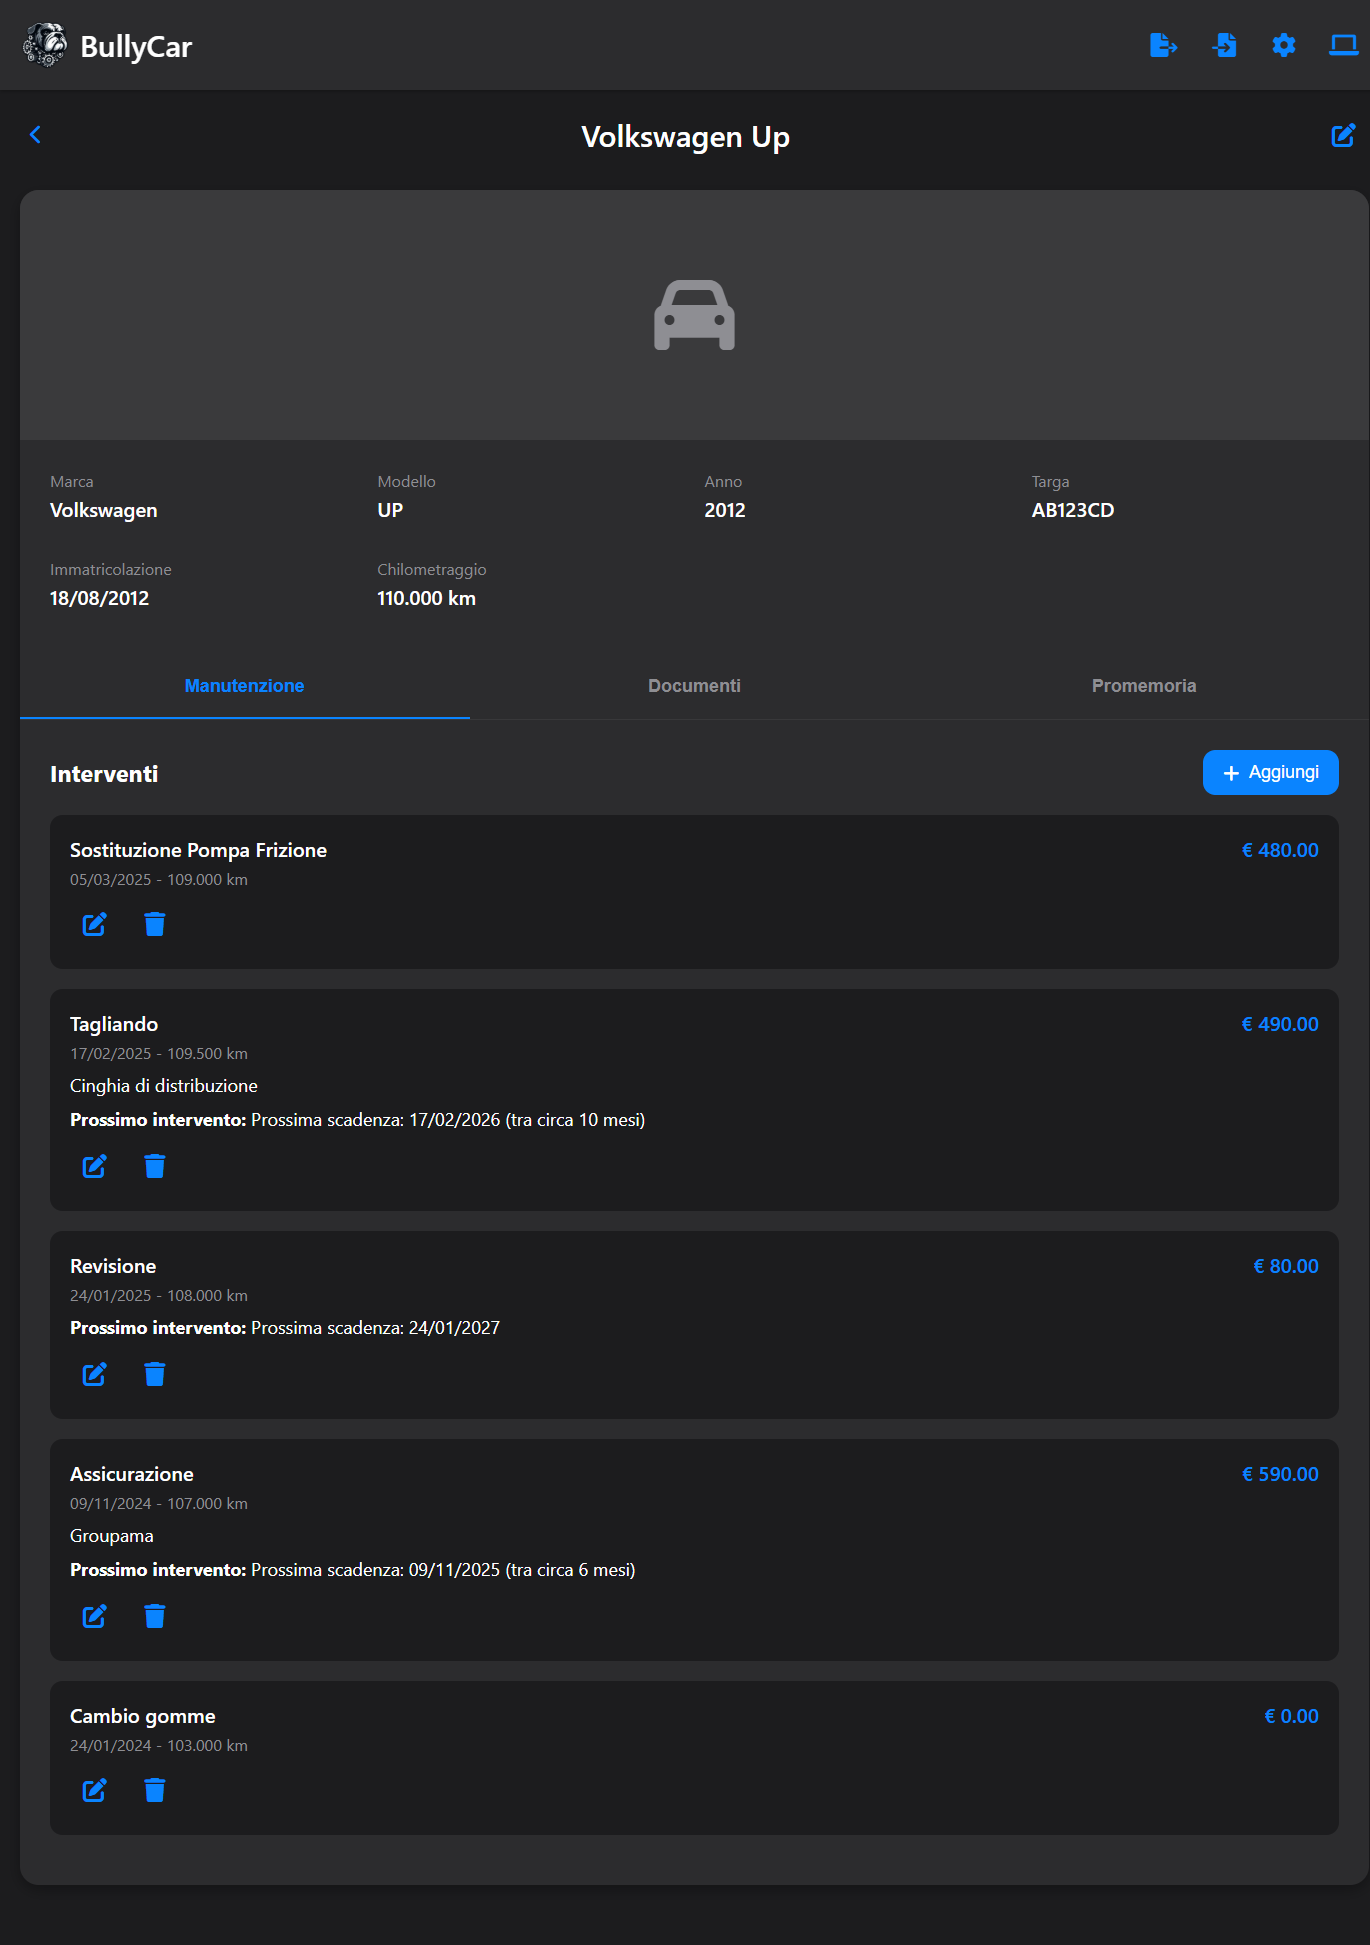 BullyCar
Volkswagen Up
Marca
Volkswagen
Modello
UP
Anno
2012
Targa
AB123CD
Immatricolazione
18/08/2012
Chilometraggio
110.000 km
Manutenzione
Documenti
Promemoria
Interventi
+ Aggiungi
Sostituzione Pompa Frizione
€ 480.00
05/03/2025 - 109.000 km
Tagliando
€ 490.00
17/02/2025 - 109.500 km
Cinghia di distribuzione
Prossimo intervento: Prossima scadenza: 17/02/2026 (tra circa 10 mesi)
Revisione
€ 80.00
24/01/2025 - 108.000 km
Prossimo intervento: Prossima scadenza: 24/01/2027
Assicurazione
€ 590.00
09/11/2024 - 107.000 km
Groupama
Prossimo intervento: Prossima scadenza: 09/11/2025 (tra circa 6 mesi)
Cambio gomme
€ 0.00
24/01/2024 - 103.000 km